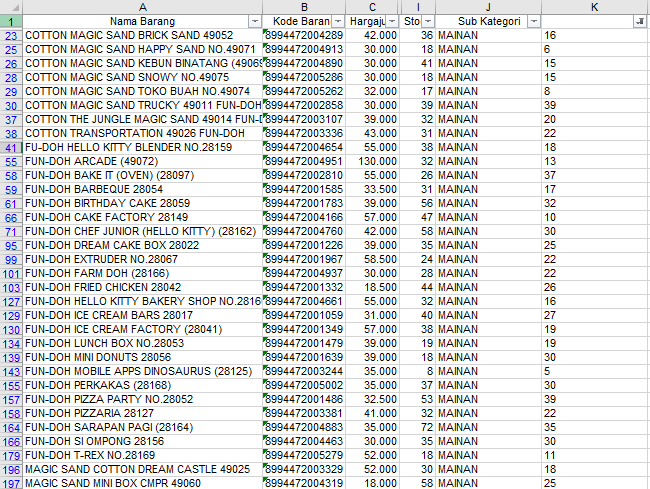 A B C I J K
1 Nama Barang Kode Baran Hargaju Sto Sub Kategori
23 COTTON MAGIC SAND BRICK SAND 49052 8994472004289 42.000 36 MAINAN 16
25 COTTON MAGIC SAND HAPPY SAND NO.49071 8994472004913 30.000 18 MAINAN 6
26 COTTON MAGIC SAND KEBUN BINATANG (49069 8994472004890 30.000 41 MAINAN 15
28 COTTON MAGIC SAND SNOWY NO.49075 8994472005286 30.000 18 MAINAN 15
29 COTTON MAGIC SAND TOKO BUAH NO.49074 8994472005262 32.000 17 MAINAN 8
30 COTTON MAGIC SAND TRUCKY 49011 FUN-DOH 8994472002858 30.000 39 MAINAN 39
37 COTTON THE JUNGLE MAGIC SAND 49014 FUN-D 8994472003107 39.000 32 MAINAN 20
38 COTTON TRANSPORTATION 49026 FUN-DOH 8994472003336 43.000 31 MAINAN 22
41 FU-DOH HELLO KITTY BLENDER NO.28159 8994472004654 55.000 38 MAINAN 18
55 FUN-DOH ARCADE (49072) 8994472004951 130.000 32 MAINAN 13
58 FUN-DOH BAKE IT (OVEN) (28097) 8994472002810 55.000 26 MAINAN 37
59 FUN-DOH BARBEQUE 28054 8994472001585 33.500 31 MAINAN 17
61 FUN-DOH BIRTHDAY CAKE 28059 8994472001783 39.000 56 MAINAN 32
66 FUN-DOH CAKE FACTORY 28149 8994472004166 57.000 47 MAINAN 10
71 FUN-DOH CHEF JUNIOR (HELLO KITTY) (28162) 8994472004760 42.000 58 MAINAN 30
95 FUN-DOH DREAM CAKE BOX 28022 8994472001226 39.000 35 MAINAN 25
99 FUN-DOH EXTRUDER NO.28067 8994472001967 58.500 24 MAINAN 22
101 FUN-DOH FARM DOH (28166) 8994472004937 30.000 28 MAINAN 22
103 FUN-DOH FRIED CHICKEN 28042 8994472001332 18.500 44 MAINAN 26
127 FUN-DOH HELLO KITTY BAKERY SHOP NO.2816 8994472004661 55.000 32 MAINAN 16
129 FUN-DOH ICE CREAM BARS 28017 8994472001059 31.000 40 MAINAN 27
130 FUN-DOH ICE CREAM FACTORY (28041) 8994472001349 57.000 38 MAINAN 19
134 FUN-DOH LUNCH BOX NO.28053 8994472001479 39.000 19 MAINAN 19
139 FUN-DOH MINI DONUTS 28056 8994472001639 39.000 18 MAINAN 30
143 FUN-DOH MOBILE APPS DINOSAURUS (28125) 8994472003244 35.000 8 MAINAN 5
155 FUN-DOH PERKAKAS (28168) 8994472005002 35.000 37 MAINAN 30
157 FUN-DOH PIZZA PARTY NO.28052 8994472001486 32.500 53 MAINAN 39
158 FUN-DOH PIZZARIA 28127 8994472003381 41.000 32 MAINAN 22
164 FUN-DOH SARAPAN PAGI (28164) 8994472004883 35.000 72 MAINAN 35
166 FUN-DOH SI OMPONG 28156 8994472004463 30.000 35 MAINAN 30
179 FUN-DOH T-REX NO.28169 8994472005279 52.000 18 MAINAN 11
196 MAGIC SAND COTTON DREAM CASTLE 49025 8994472003329 52.000 30 MAINAN 18
197 MAGIC SAND MINI BOX CMPR 49060 8994472004319 18.000 58 MAINAN 25